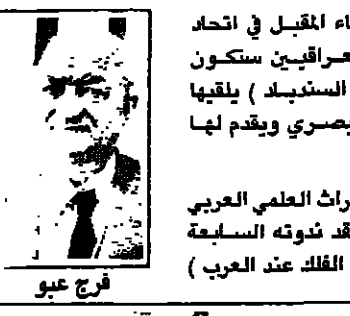 اء المقبل في اتحاد
عراقيين ستكون
السندباد ) يلقيها
يصري ويقدم لها
راث العلمي العربي
قد ندوته السابعة
الفلك عند العرب )
فرج عبو